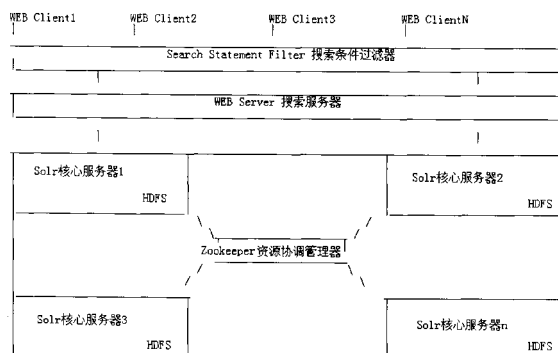 WEB Client1 WEB Client2 WEB Client3 WEB ClientN
Search Statement Filter 搜索条件过滤器
WEB Server 搜索服务器
Solr核心服务器1
HDFS
Solr核心服务器2
HDFS
Zookeeper资源协调管理器
Solr核心服务器3
HDFS
Solr核心服务器n
HDFS